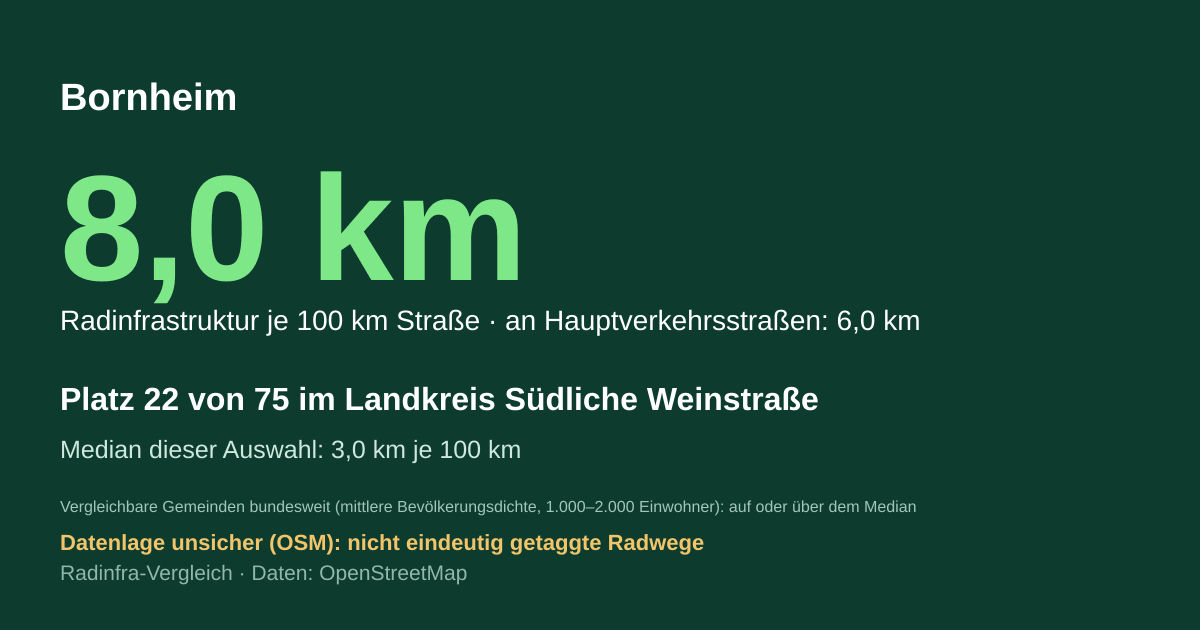 Bornheim
8,0 km
Radinfrastruktur je 100 km Straße · an Hauptverkehrsstraßen: 6,0 km
Platz 22 von 75 im Landkreis Südliche Weinstraße
Median dieser Auswahl: 3,0 km je 100 km
Vergleichbare Gemeinden bundesweit (mittlere Bevölkerungsdichte, 1.000–2.000 Einwohner): auf oder über dem Median
Datenlage unsicher (OSM): nicht eindeutig getaggte Radwege
Radinfra-Vergleich · Daten: OpenStreetMap